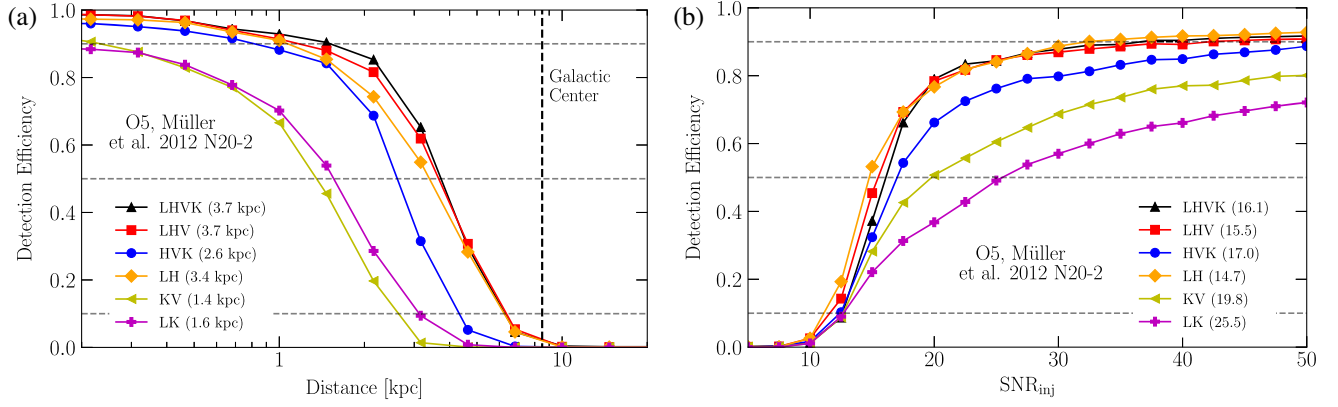 (a)
1.0
0.8
0.6
0.4
0.2
0.0
Detection Efficiency
O5, Müller
et al. 2012 N20-2
Galactic
Center
LHVK (3.7 kpc)
LHV (3.7 kpc)
HVK (2.6 kpc)
LH (3.4 kpc)
KV (1.4 kpc)
LK (1.6 kpc)
1
10
Distance [kpc]
(b)
1.0
0.8
0.6
0.4
0.2
0.0
Detection Efficiency
O5, Müller
et al. 2012 N20-2
LHVK (16.1)
LHV (15.5)
HVK (17.0)
LH (14.7)
KV (19.8)
LK (25.5)
10
20
30
40
50
SNRinj